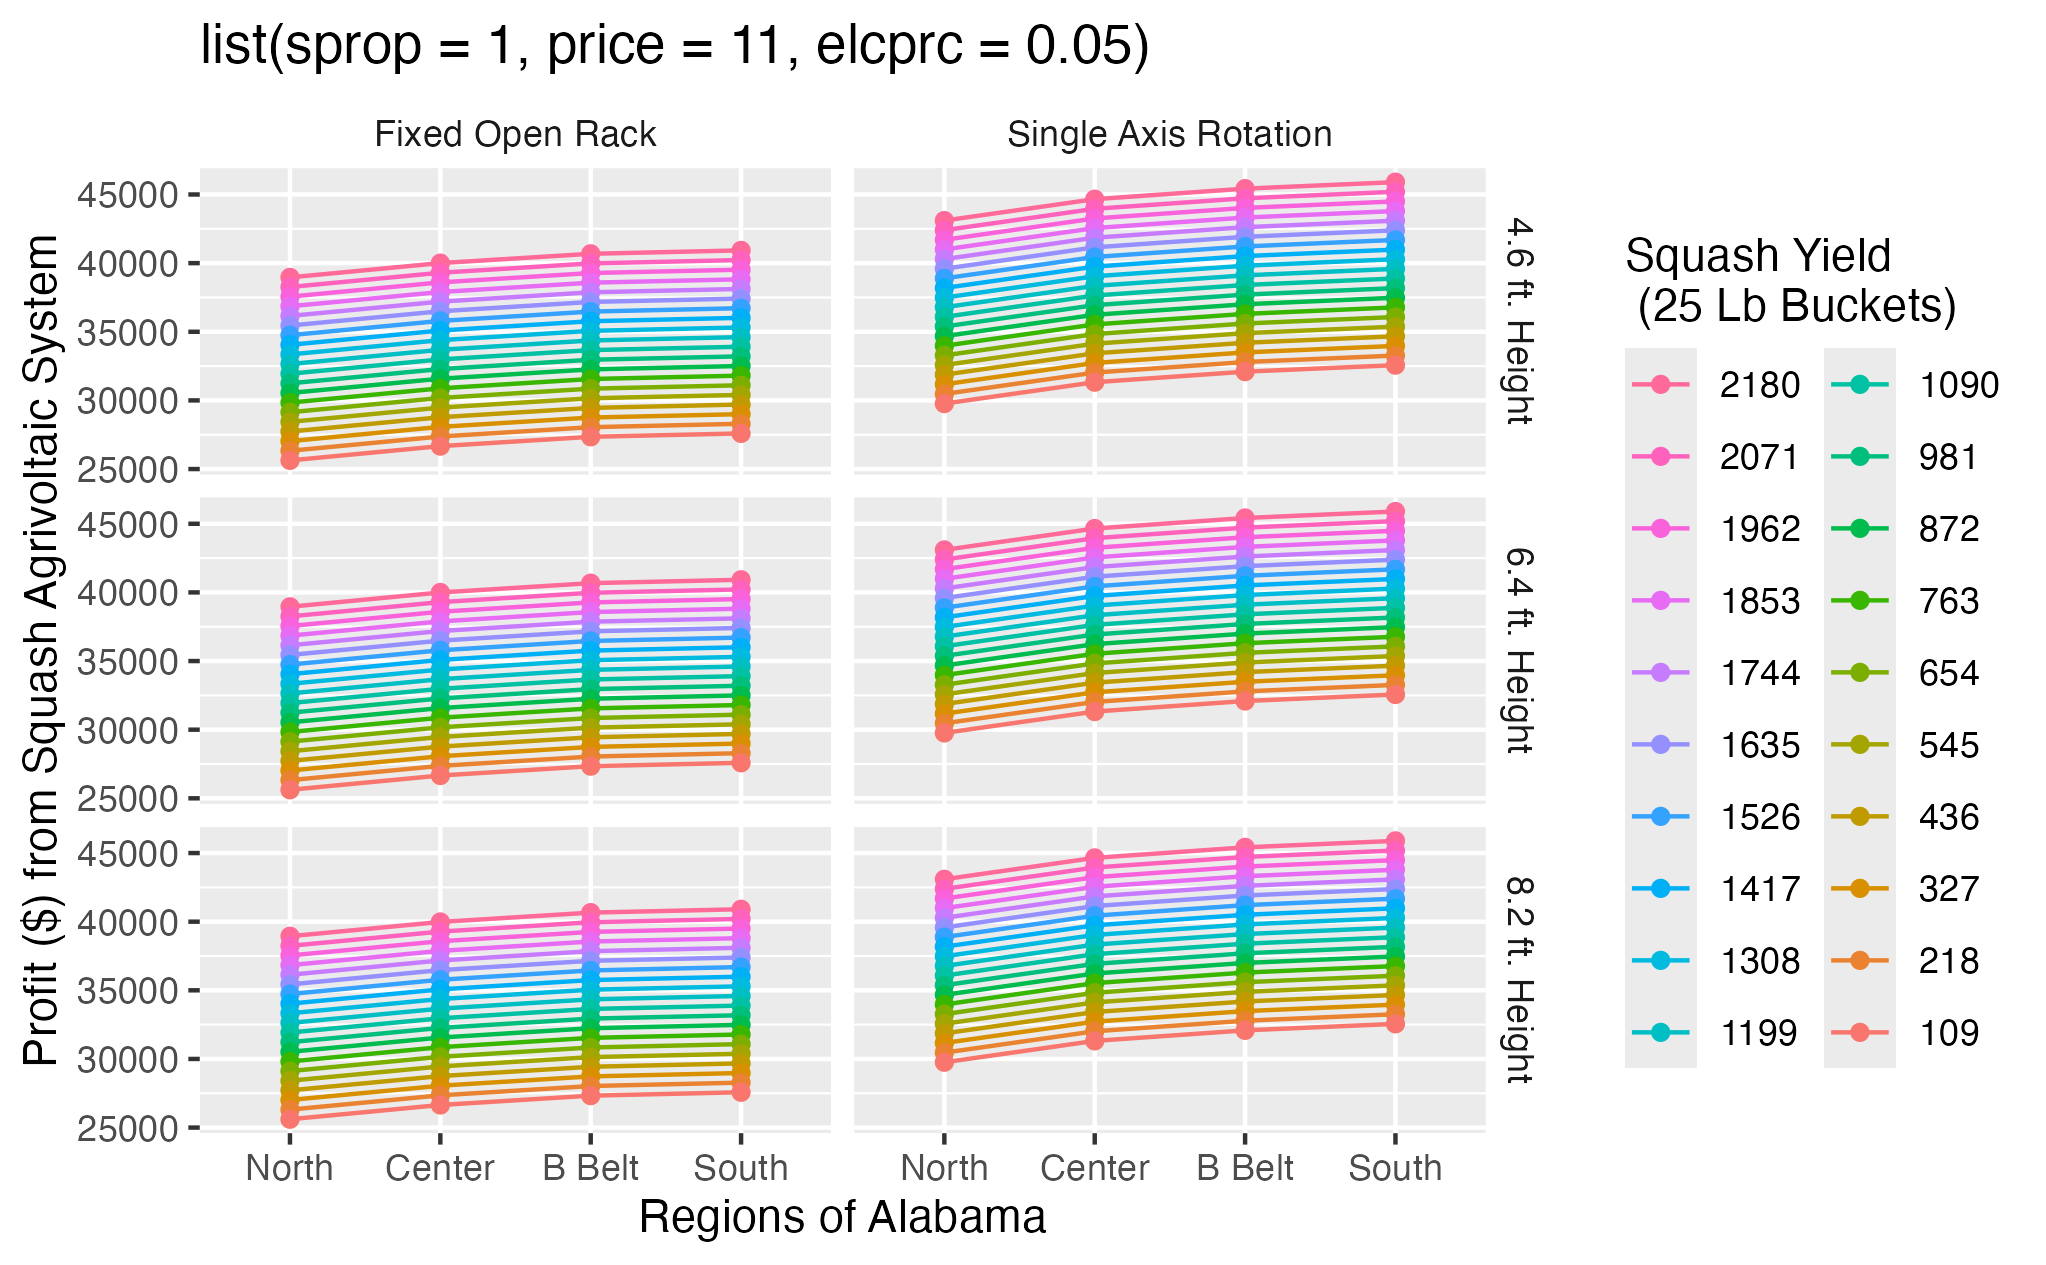 list(sprop = 1, price = 11, elcprc = 0.05)
Fixed Open Rack
Single Axis Rotation
Profit ($) from Squash Agrivoltaic System
45000
40000
35000
30000
25000
4.6 ft. Height
45000
40000
35000
30000
25000
6.4 ft. Height
45000
40000
35000
30000
25000
8.2 ft. Height
North Center B Belt South
North Center B Belt South
Regions of Alabama
Squash Yield
(25 Lb Buckets)
2180 1090
2071 981
1962 872
1853 763
1744 654
1635 545
1526 436
1417 327
1308 218
1199 109